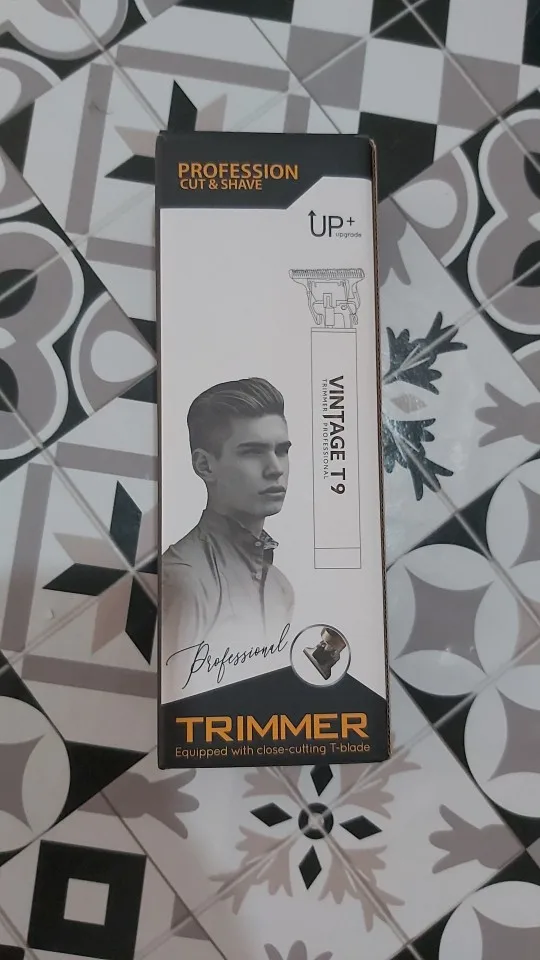 PROFESSION
CUT & SHAVE
UP+
upgrade
VINTAGE T9
TRIMMER PROFESSIONAL
Professional
TRIMMER
Equipped with close-cutting T-blade